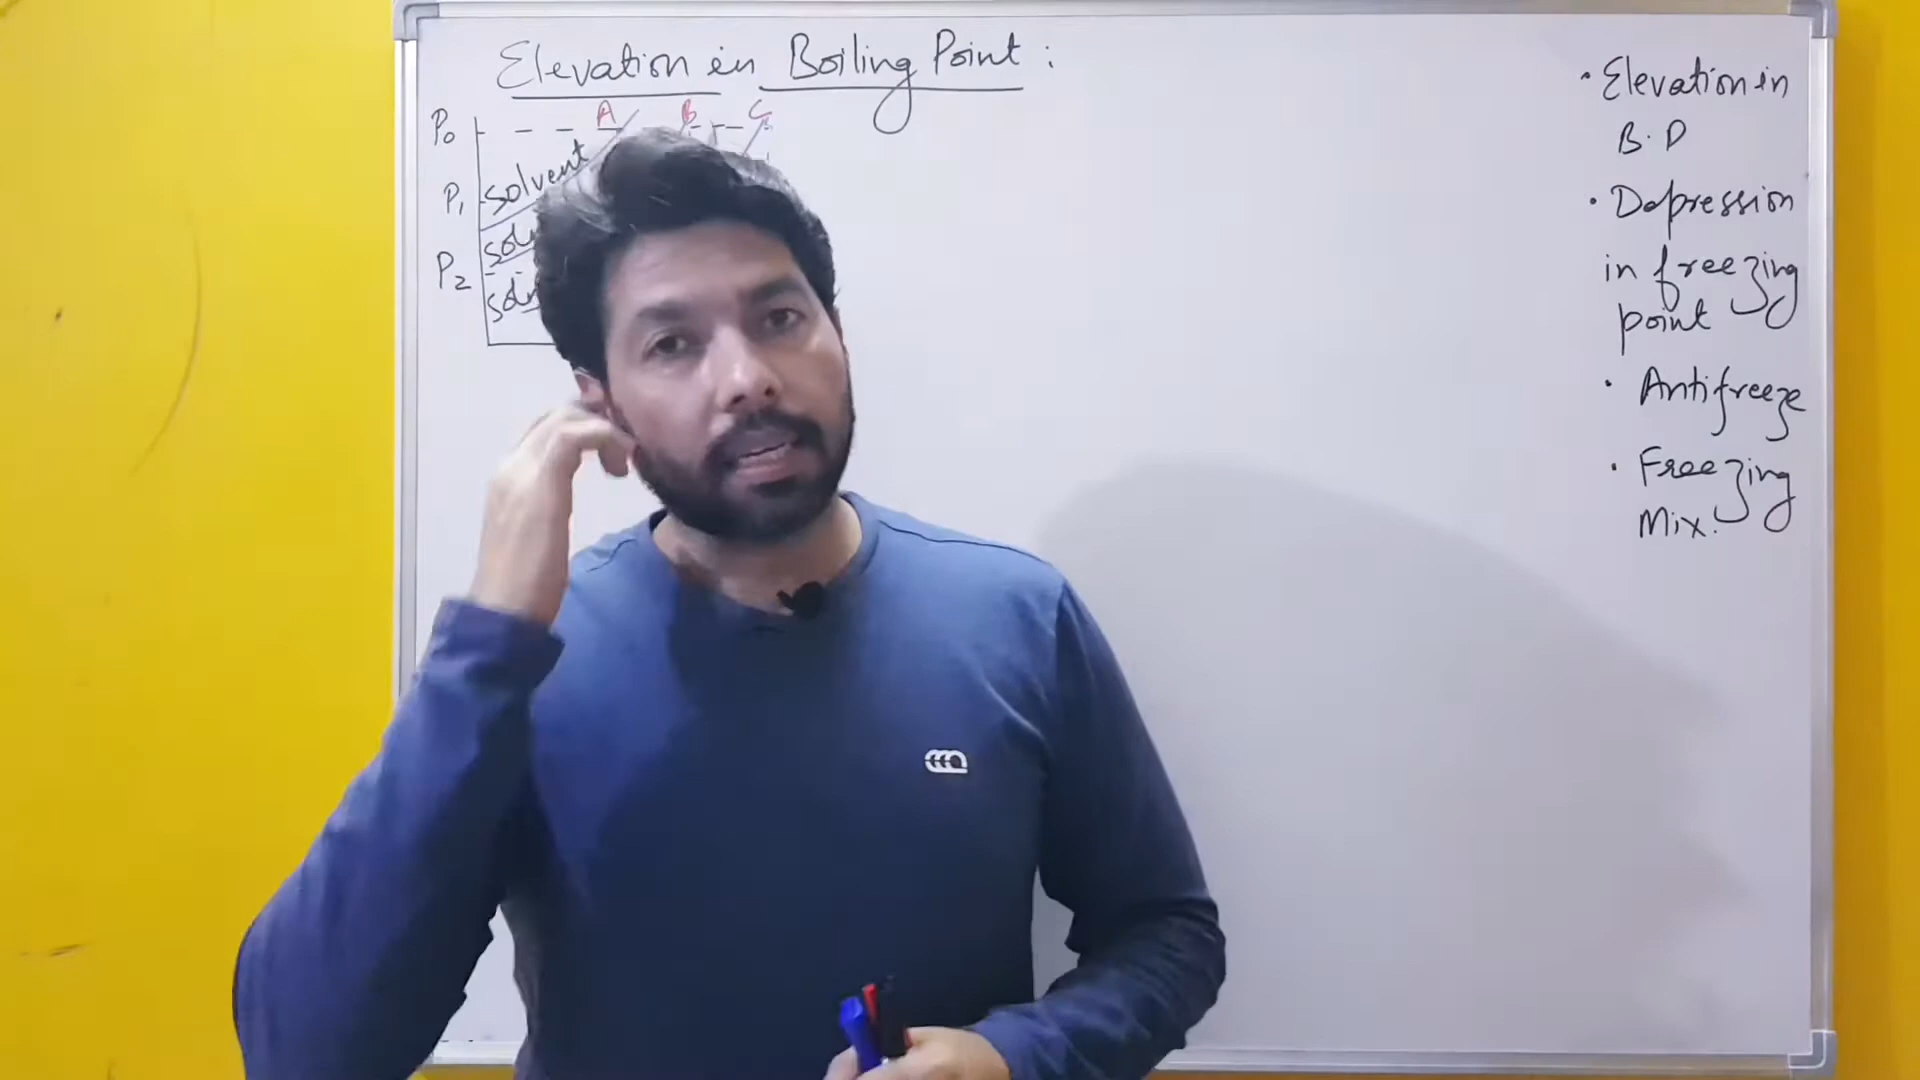 Elevation in Boiling Point :
A B C
P0
solvent
P1
P2
• Elevation in
B.P
• Depression
in freezing
point
• Antifreeze
• Freezing
Mix.